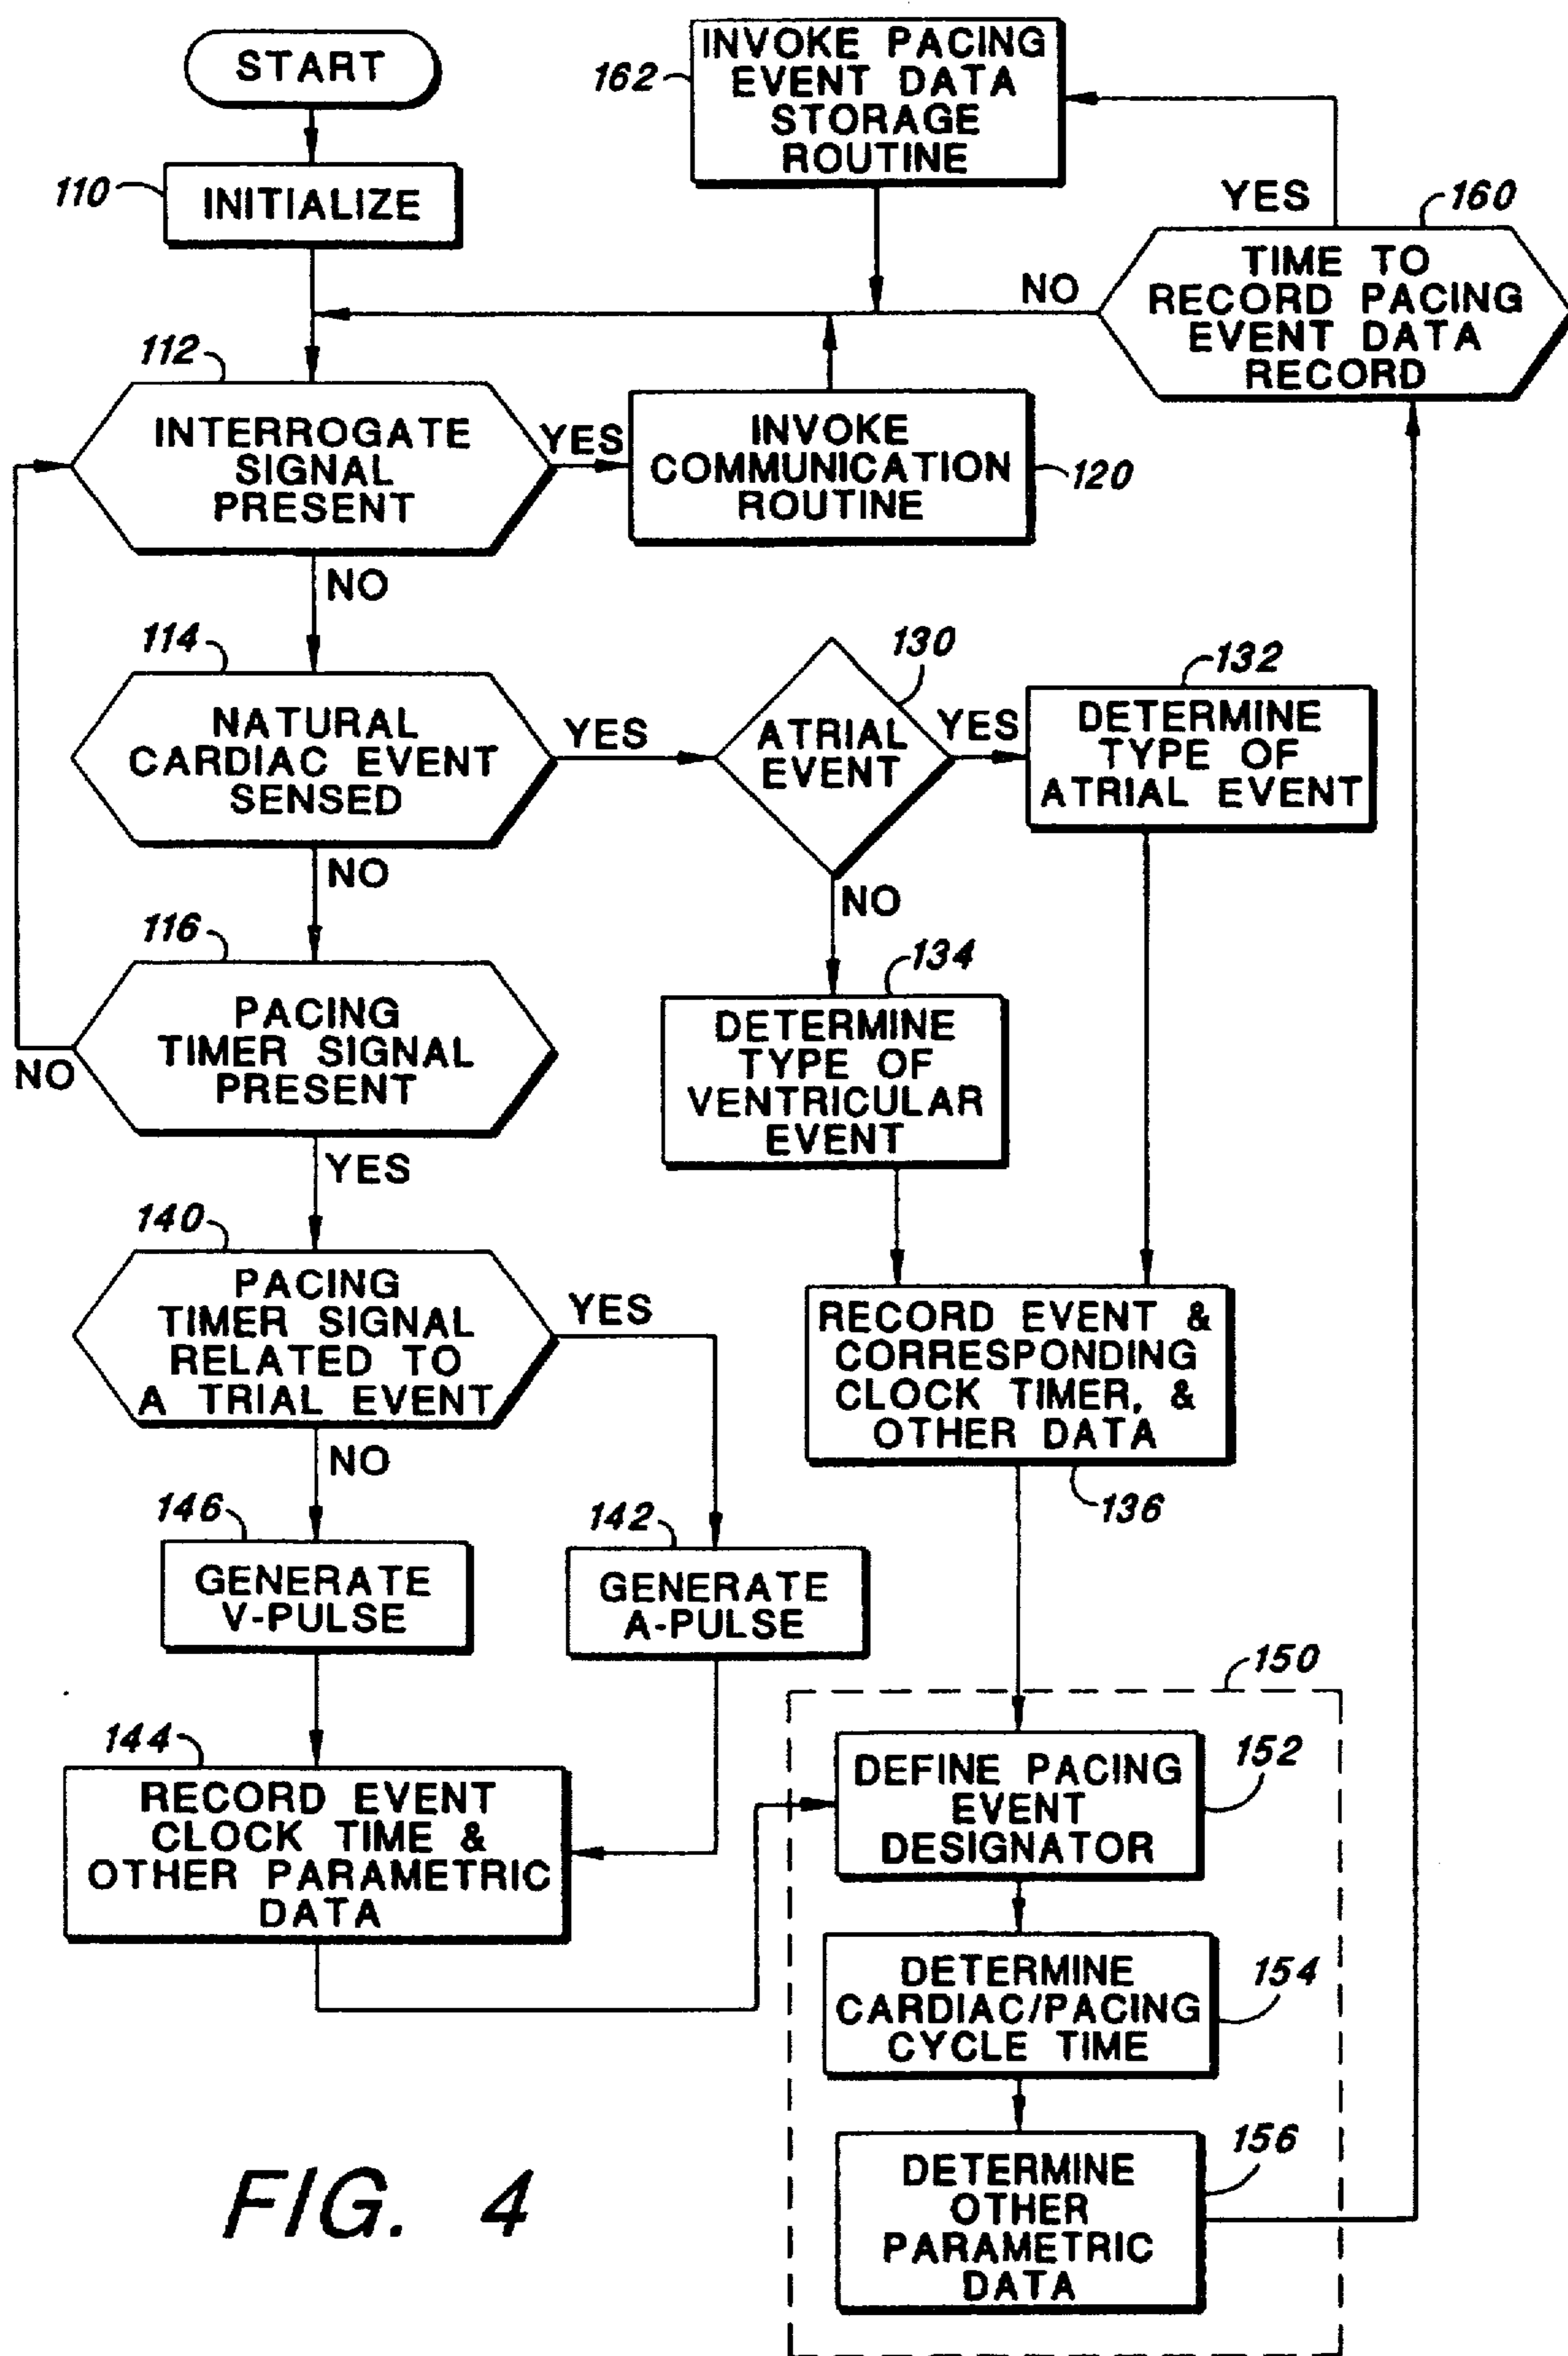 START
110
INITIALIZE
162
INVOKE PACING
EVENT DATA
STORAGE
ROUTINE
YES
160
TIME TO
RECORD PACING
EVENT DATA
RECORD
NO
112
INTERROGATE
SIGNAL
PRESENT
YES
INVOKE
COMMUNICATION
ROUTINE
120
NO
114
NATURAL
CARDIAC EVENT
SENSED
YES
130
ATRIAL
EVENT
YES
132
DETERMINE
TYPE OF
ATRIAL EVENT
NO
NO
116
PACING
TIMER SIGNAL
PRESENT
NO
134
DETERMINE
TYPE OF
VENTRICULAR
EVENT
YES
140
PACING
TIMER SIGNAL
RELATED TO
A TRIAL EVENT
YES
RECORD EVENT &
CORRESPONDING
CLOCK TIMER, &
OTHER DATA
136
NO
146
GENERATE
V-PULSE
142
GENERATE
A-PULSE
144
RECORD EVENT
CLOCK TIME &
OTHER PARAMETRIC
DATA
150
DEFINE PACING
EVENT
DESIGNATOR
152
DETERMINE
CARDIAC/PACING
CYCLE TIME
154
DETERMINE
OTHER
PARAMETRIC
DATA
156
FIG. 4